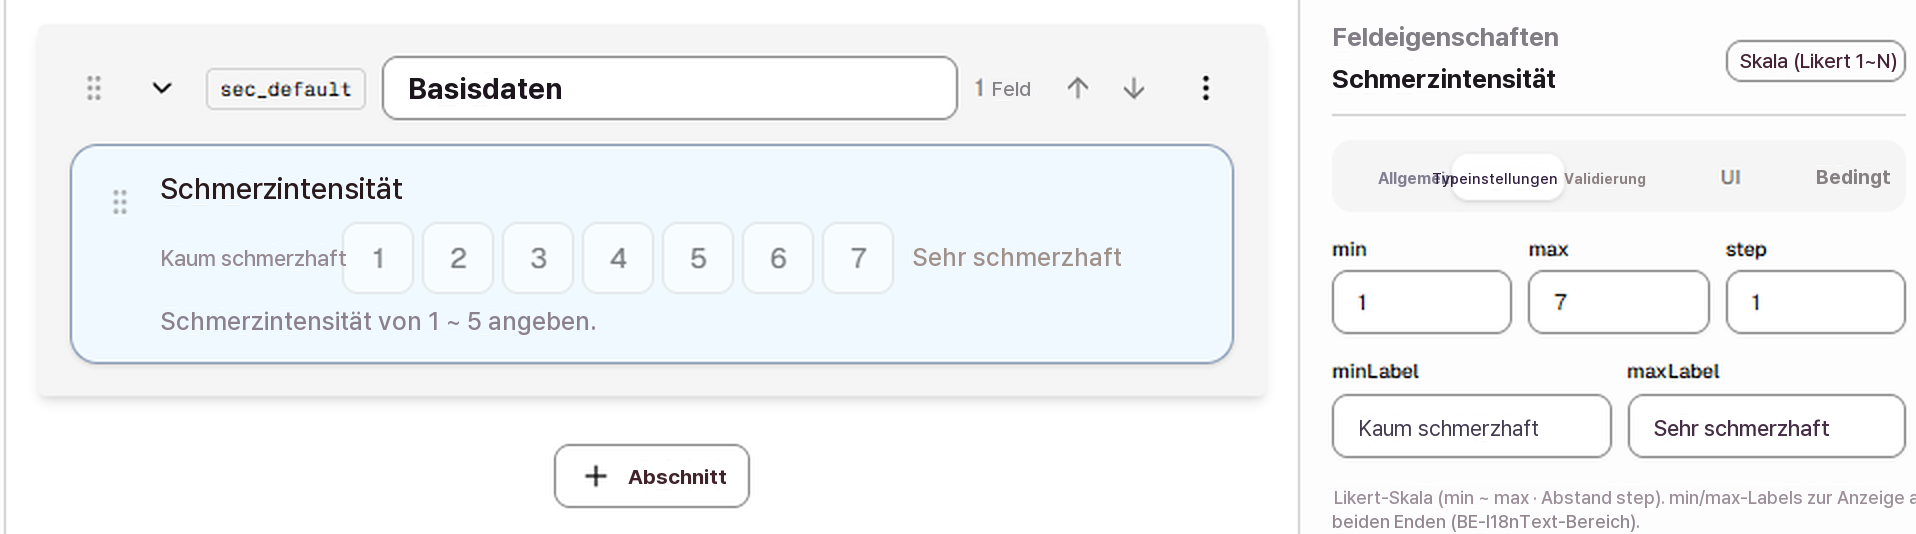 sec_default
Basisdaten
1 Feld
Schmerzintensität
Kaum schmerzhaft 1 2 3 4 5 6 7 Sehr schmerzhaft
Schmerzintensität von 1 ~ 5 angeben.
Abschnitt
Feldeigenschaften
Schmerzintensität
Skala (Likert 1~N)
Allgemein Typeinstellungen Validierung UI Bedingt
min max step
1 7 1
minLabel maxLabel
Kaum schmerzhaft Sehr schmerzhaft
Likert-Skala (min ~ max · Abstand step). min/max-Labels zur Anzeige a
beiden Enden (BE-I18nText-Bereich).